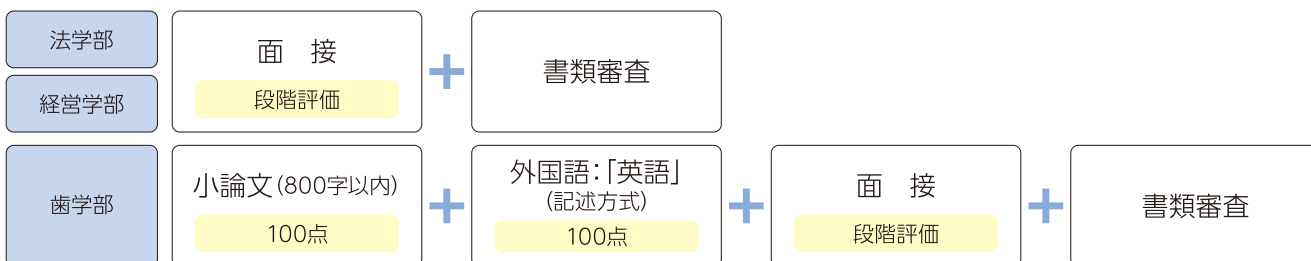 法学部
経営学部
面 接
段階評価
+
書類審査
歯学部
小論文(800字以内)
100点
+
外国語:「英語」
(記述方式)
100点
+
面 接
段階評価
+
書類審査